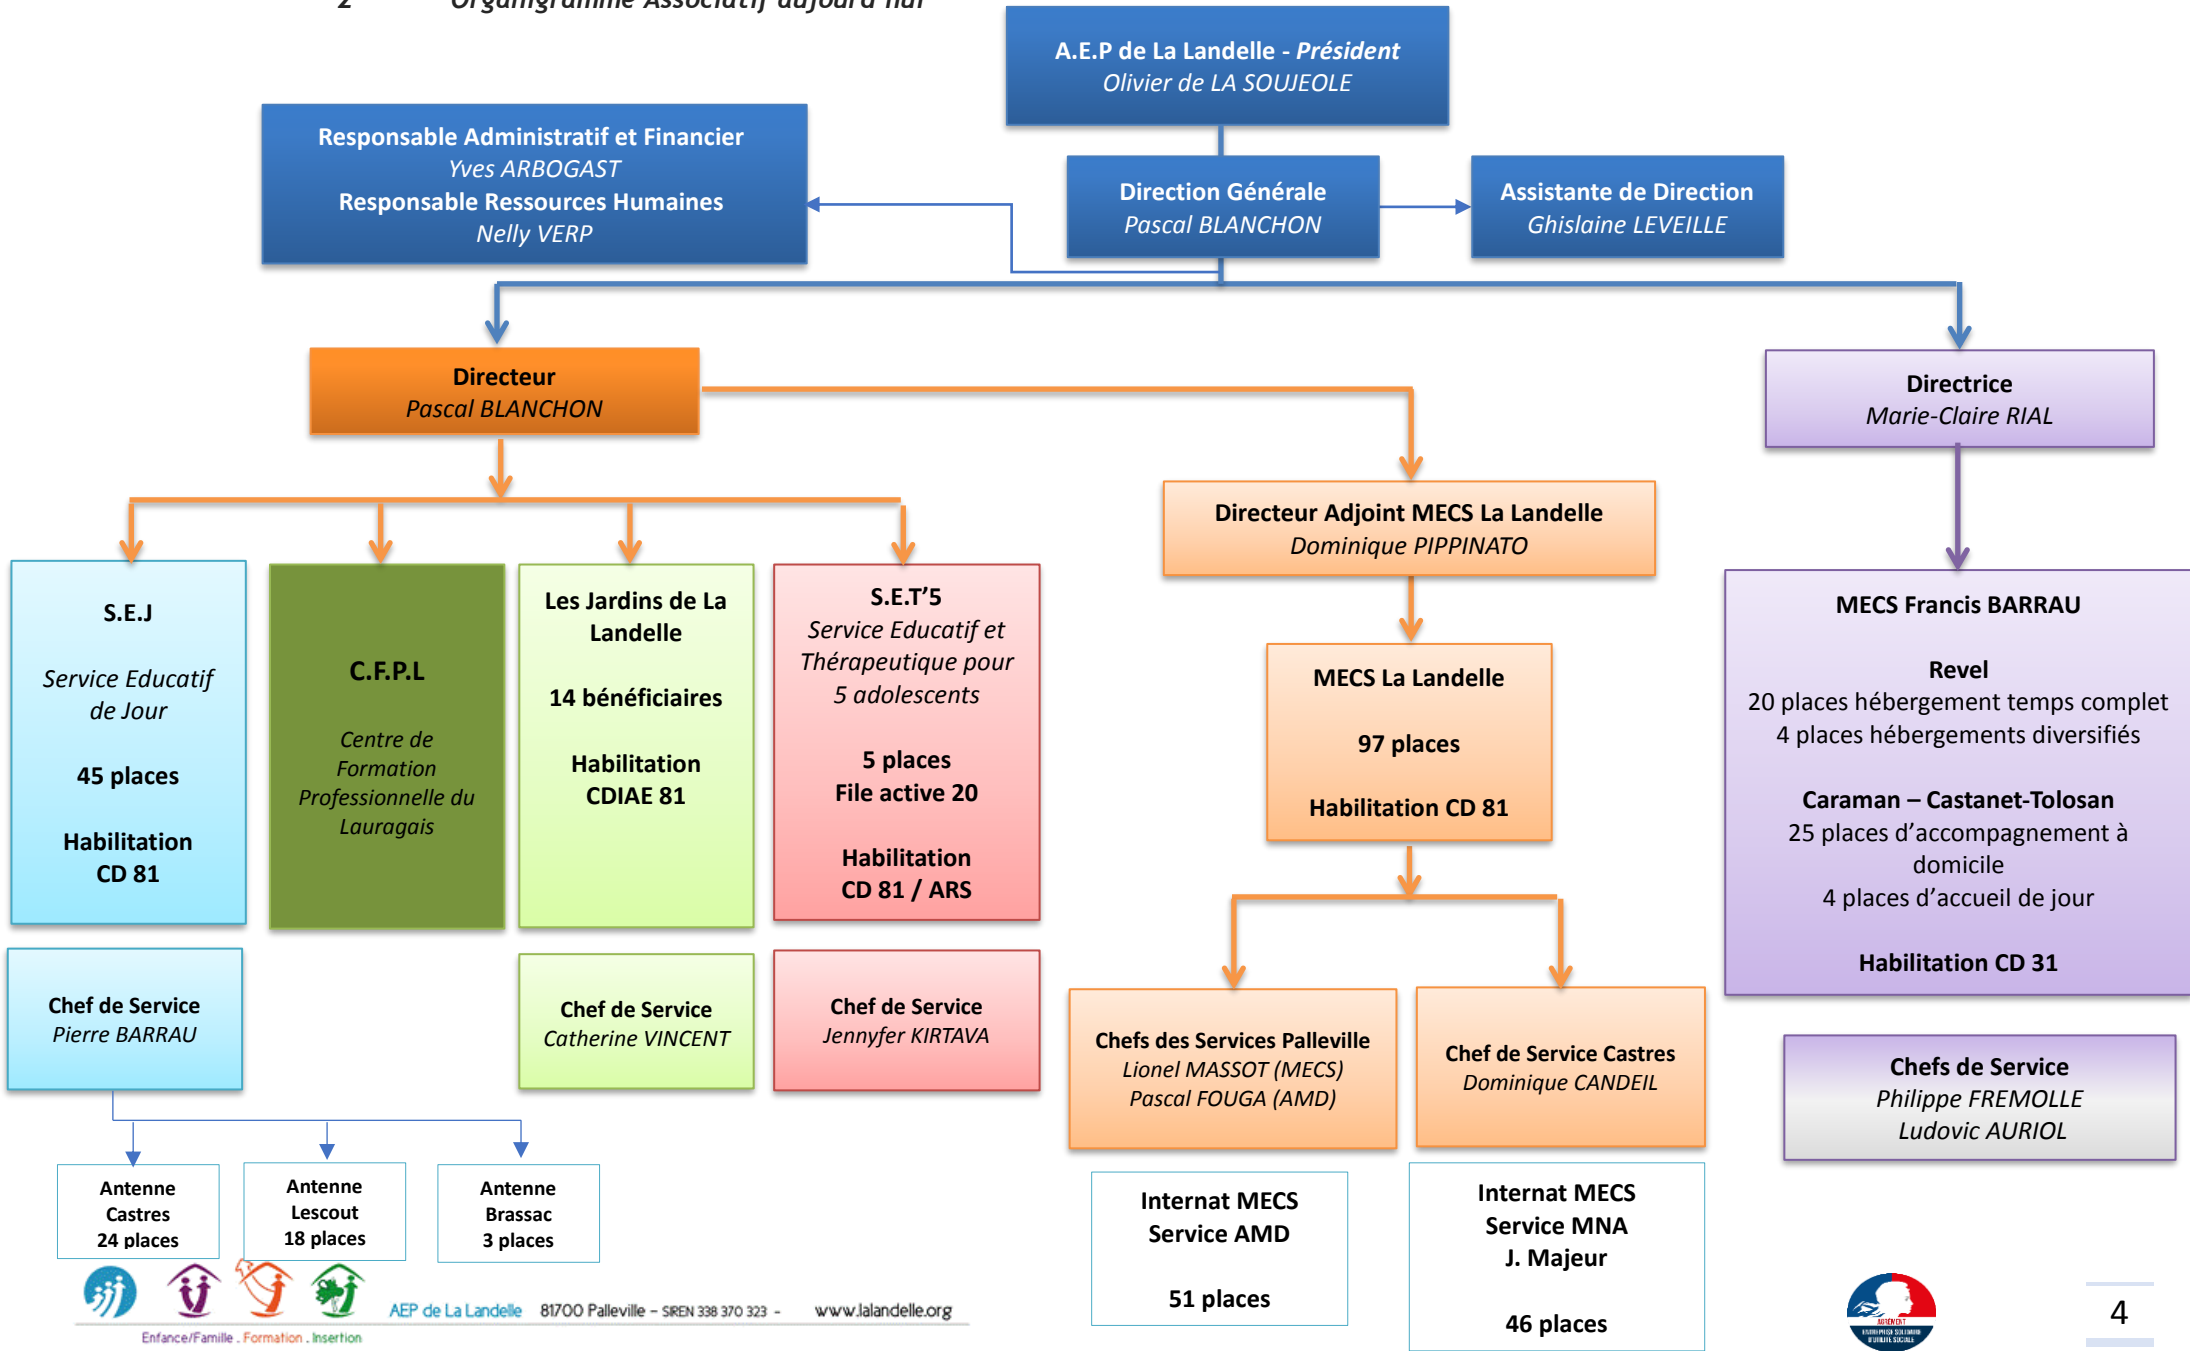 2 Organigramme Associatif aujourd'hui
A.E.P de La Landelle - Président
Olivier de LA SOUJEOLE
Responsable Administratif et Financier
Yves ARBOGAST
Responsable Ressources Humaines
Nelly VERP
Direction Générale
Pascal BLANCHON
Assistante de Direction
Ghislaine LEVEILLE
Directeur
Pascal BLANCHON
Directrice
Marie-Claire RIAL
Directeur Adjoint MECS La Landelle
Dominique PIPPINATO
S.E.J
Service Educatif
de Jour
45 places
Habilitation
CD 81
C.F.P.L
Centre de
Formation
Professionnelle du
Lauragais
Les Jardins de La
Landelle
14 bénéficiaires
Habilitation
CDIAE 81
S.E.T’5
Service Educatif et
Thérapeutique pour
5 adolescents
5 places
File active 20
Habilitation
CD 81 / ARS
MECS La Landelle
97 places
Habilitation CD 81
MECS Francis BARRAU
Revel
20 places hébergement temps complet
4 places hébergements diversifiés
Caraman – Castanet-Tolosan
25 places d’accompagnement à
domicile
4 places d’accueil de jour
Habilitation CD 31
Chef de Service
Pierre BARRAU
Chef de Service
Catherine VINCENT
Chef de Service
Jennyfer KIRTAVA
Chefs des Services Palleville
Lionel MASSOT (MECS)
Pascal FOUGA (AMD)
Chef de Service Castres
Dominique CANDEIL
Chefs de Service
Philippe FREMOLLE
Ludovic AURIOL
Antenne
Castres
24 places
Antenne
Lescout
18 places
Antenne
Brassac
3 places
Internat MECS
Service AMD
51 places
Internat MECS
Service MNA
J. Majeur
46 places
AEP de La Landelle 81700 Palleville – SIREN 338 370 323 - www.lalandelle.org
Enfance/Famille . Formation . Insertion
AGRÉMENT
ENTREPRISE SOLIDAIRE
D'UTILITÉ SOCIALE
4